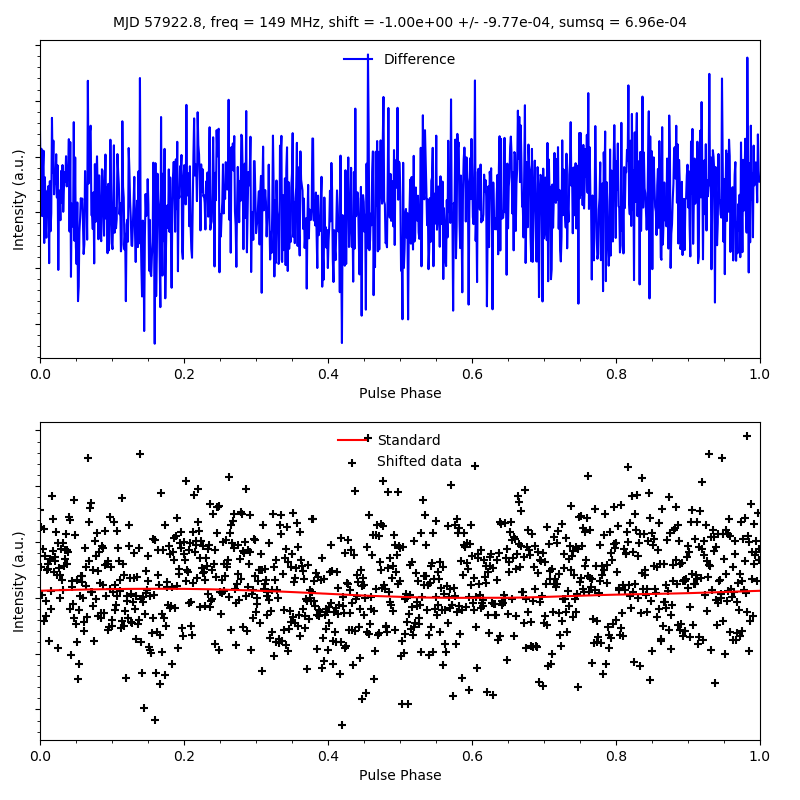 MJD 57922.8, freq = 149 MHz, shift = -1.00e+00 +/- -9.77e-04, sumsq = 6.96e-04
Difference
Intensity (a.u.)
0.0 0.2 0.4 0.6 0.8 1.0
Pulse Phase
Standard
Shifted data
Intensity (a.u.)
0.0 0.2 0.4 0.6 0.8 1.0
Pulse Phase